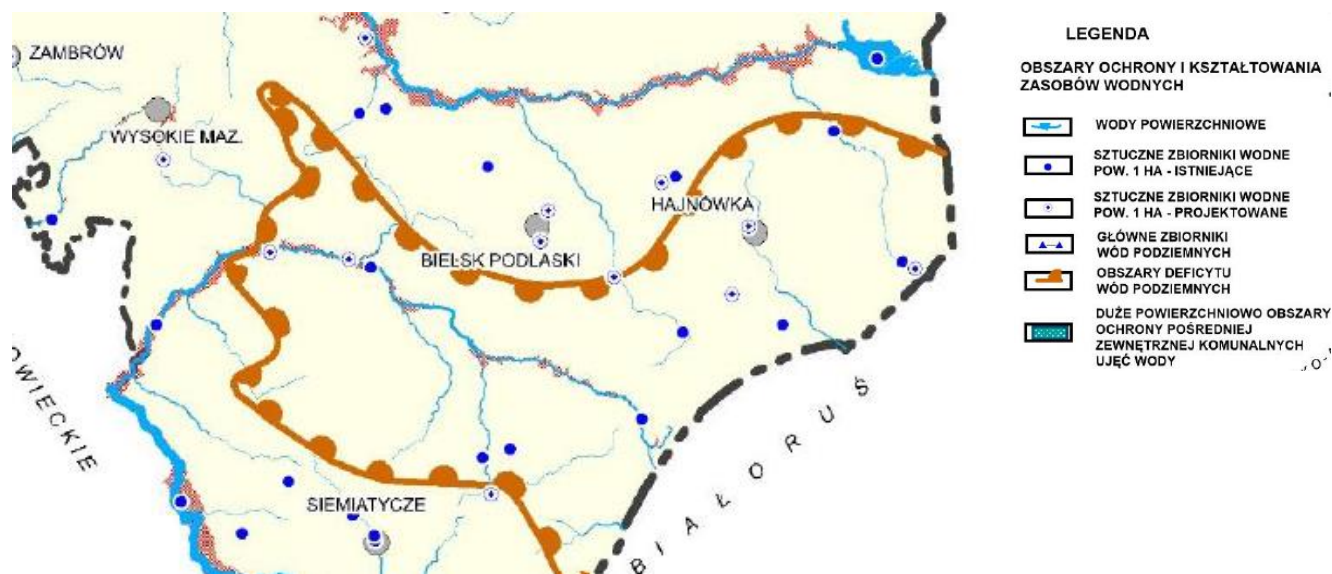 ZAMBRÓW
WYSOKIE MAZ.
HAJNÓWKA
BIELSK PODLASKI
SIEMIATYCZE
OWIECKIE
BIAŁORUŚ
LEGENDA
OBSZARY OCHRONY I KSZTAŁTOWANIA
ZASOBÓW WODNYCH
WODY POWIERZCHNIOWE
SZTUCZNE ZBIORNIKI WODNE
POW. 1 HA - ISTNIEJĄCE
SZTUCZNE ZBIORNIKI WODNE
POW. 1 HA - PROJEKTOWANE
GŁÓWNE ZBIORNIKI
WÓD PODZIEMNYCH
OBSZARY DEFICYTU
WÓD PODZIEMNYCH
DUŻE POWIERZCHNIOWO OBSZARY
OCHRONY POŚREDNIEJ
ZEWNĘTRZNEJ KOMUNALNYCH
UJĘĆ WODY